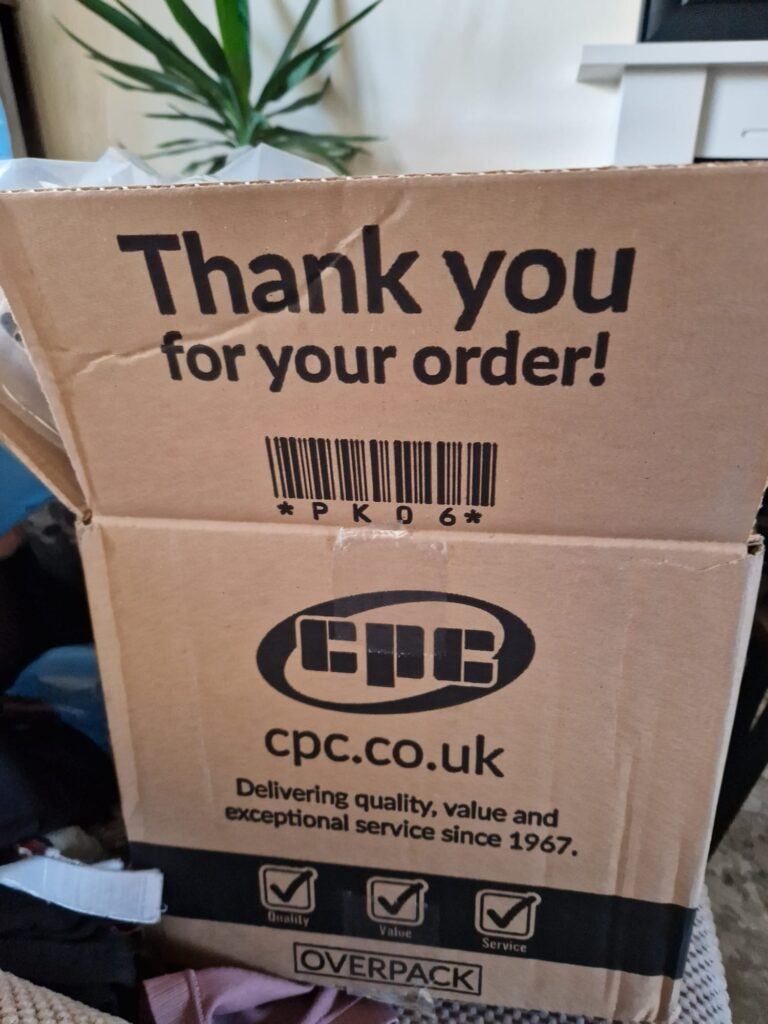 Thank you
for your order!
*PK06*
cpc
cpc.co.uk
Delivering quality, value and
exceptional service since 1967.
Quality Value Service
OVERPACK